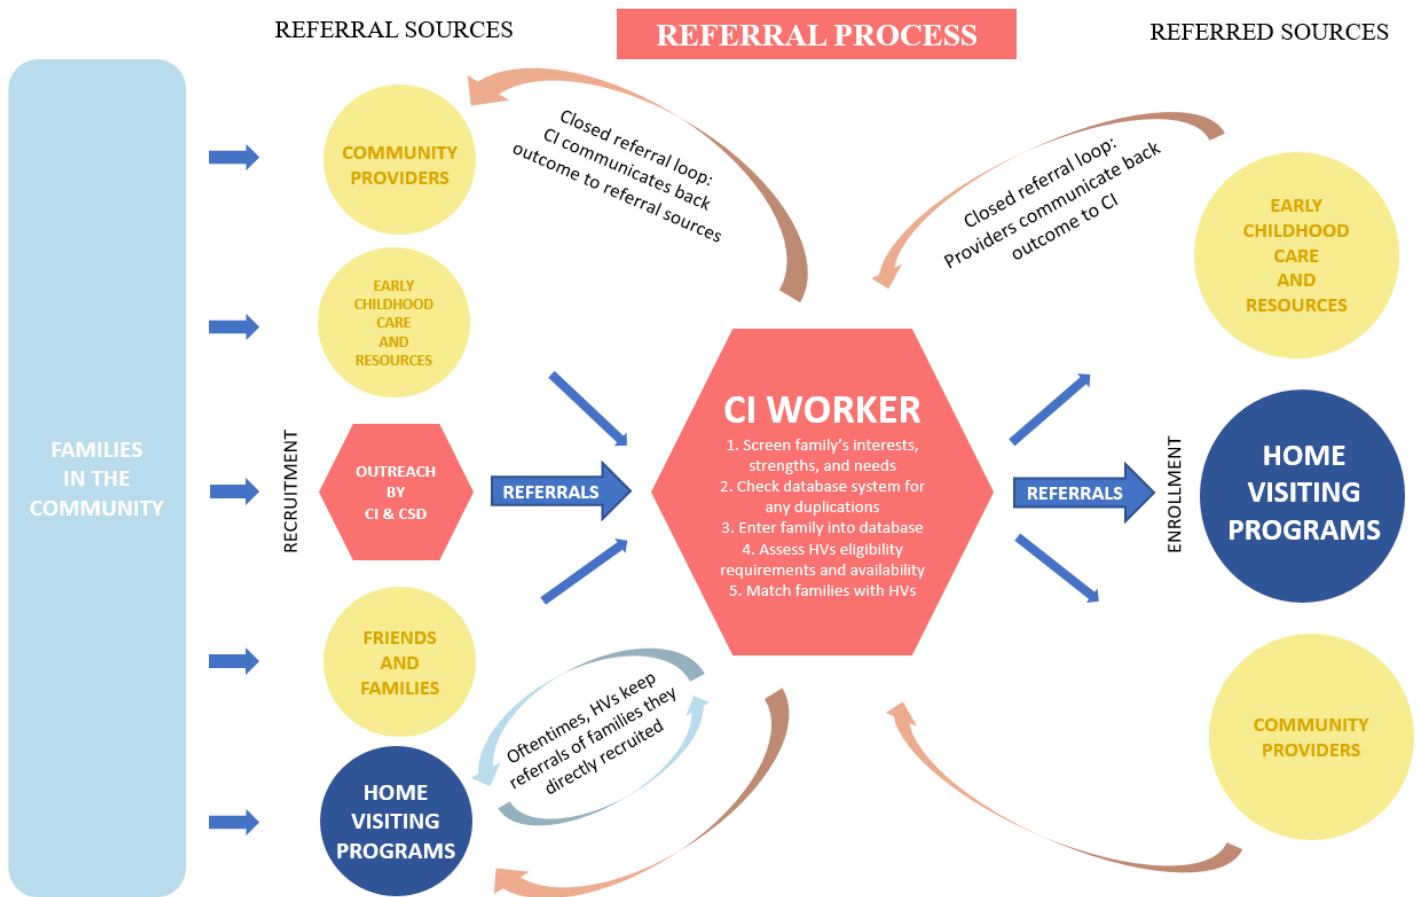 REFERRAL SOURCES
REFERRAL PROCESS
REFERRED SOURCES
FAMILIES
IN THE
COMMUNITY
RECRUITMENT
COMMUNITY
PROVIDERS
EARLY
CHILDHOOD
CARE
AND
RESOURCES
OUTREACH
BY
CI & CSD
FRIENDS
AND
FAMILIES
HOME
VISITING
PROGRAMS
Closed referral loop:
CI communicates back
outcome to referral sources
REFERRALS
Oftentimes, HVs keep
referrals of families they
directly recruited
CI WORKER
1. Screen family's interests,
strengths, and needs
2. Check database system for
any duplications
3. Enter family into database
4. Assess HVs eligibility
requirements and availability
5. Match families with HVs
Closed referral loop:
Providers communicate back
outcome to CI
REFERRALS
ENROLLMENT
EARLY
CHILDHOOD
CARE
AND
RESOURCES
HOME
VISITING
PROGRAMS
COMMUNITY
PROVIDERS